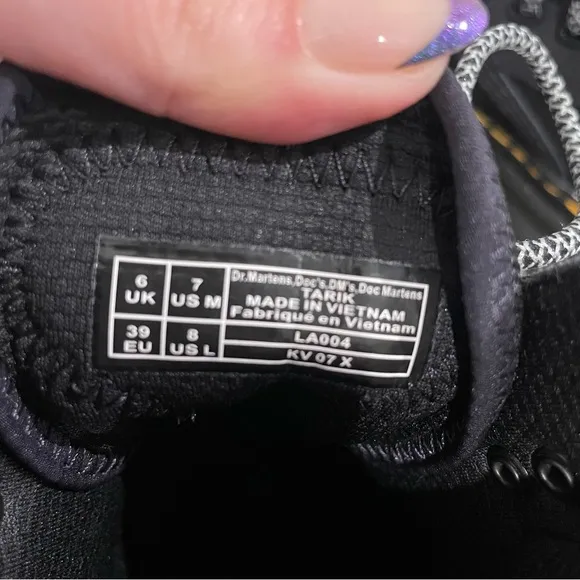 6
UK
7
US M
39
EU
8
US L
Dr.Martens,Doc's,DM's,Doc Martens
TARIK
MADE IN VIETNAM
Fabriqué en Vietnam
LA004
KV 07 X